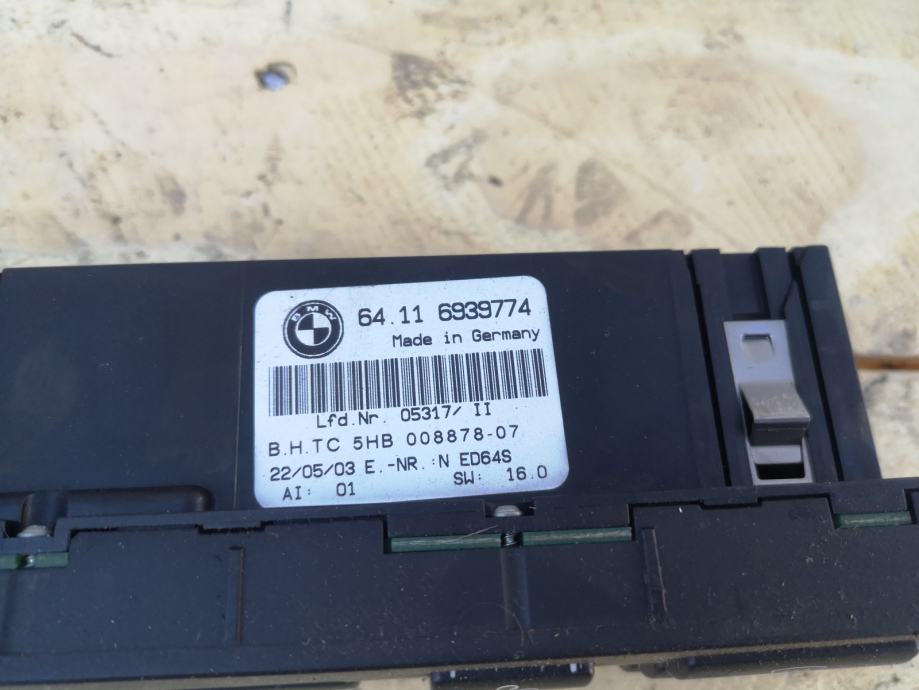 BMW
64.11 6939774
Made in Germany
Lfd.Nr. 05317/ II
B.H.TC 5HB 008878-07
22/05/03 E.-NR. :N ED64S
AI: 01 SW: 16.0